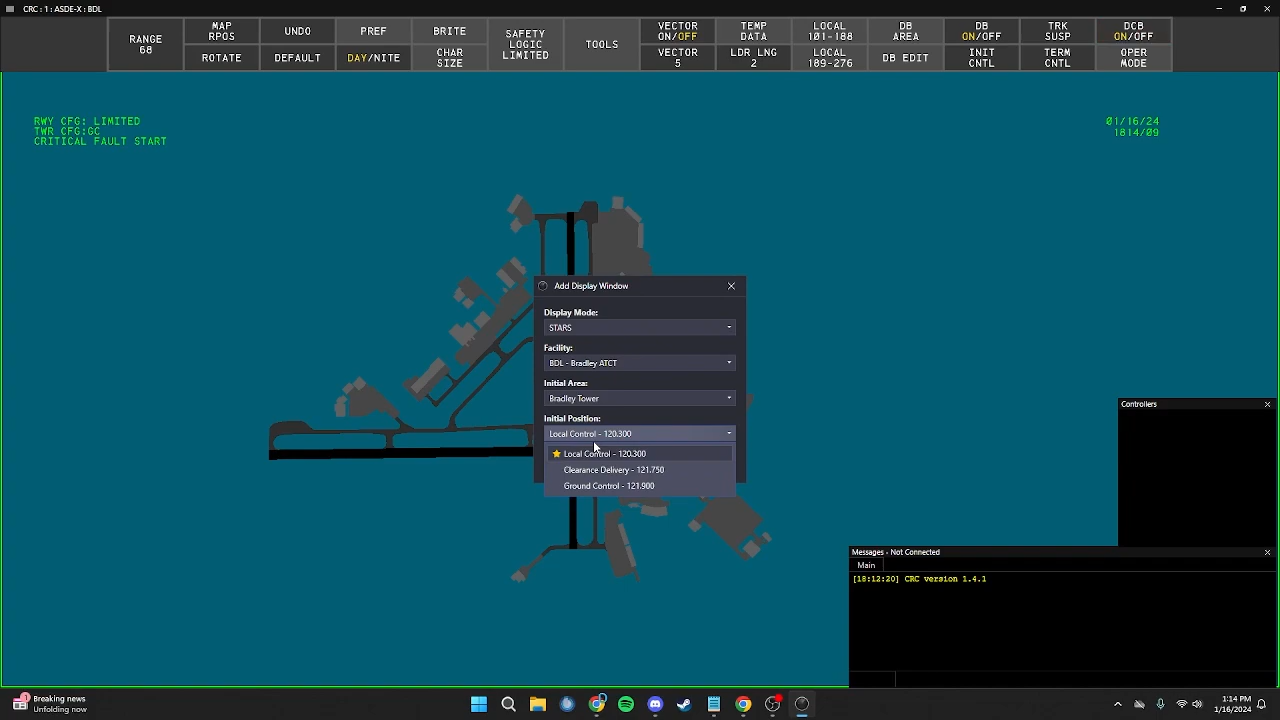 CRC : 1 : ASDE-X : BDL
RANGE
68
MAP
RPOS
ROTATE
UNDO
DEFAULT
PREF
DAY/NITE
BRITE
CHAR
SIZE
SAFETY
LOGIC
LIMITED
TOOLS
VECTOR
ON/OFF
VECTOR
5
TEMP
DATA
LDR LNG
2
LOCAL
101-188
LOCAL
189-276
DB
AREA
DB EDIT
DB
ON/OFF
INIT
CNTL
TRK
SUSP
TERM
CNTL
DCB
ON/OFF
OPER
MODE
RWY CFG: LIMITED
TWR CFG:GC
CRITICAL FAULT START
01/16/24
1814/09
Add Display Window
Display Mode:
STARS
Facility:
BDL - Bradley ATCT
Initial Area:
Bradley Tower
Initial Position:
Local Control - 120.300
Local Control - 120.300
Clearance Delivery - 121.750
Ground Control - 121.900
Controllers
Messages - Not Connected
Main
[18:12:20] CRC version 1.4.1
1
Breaking news
Unfolding now
1:14 PM
1/16/2024